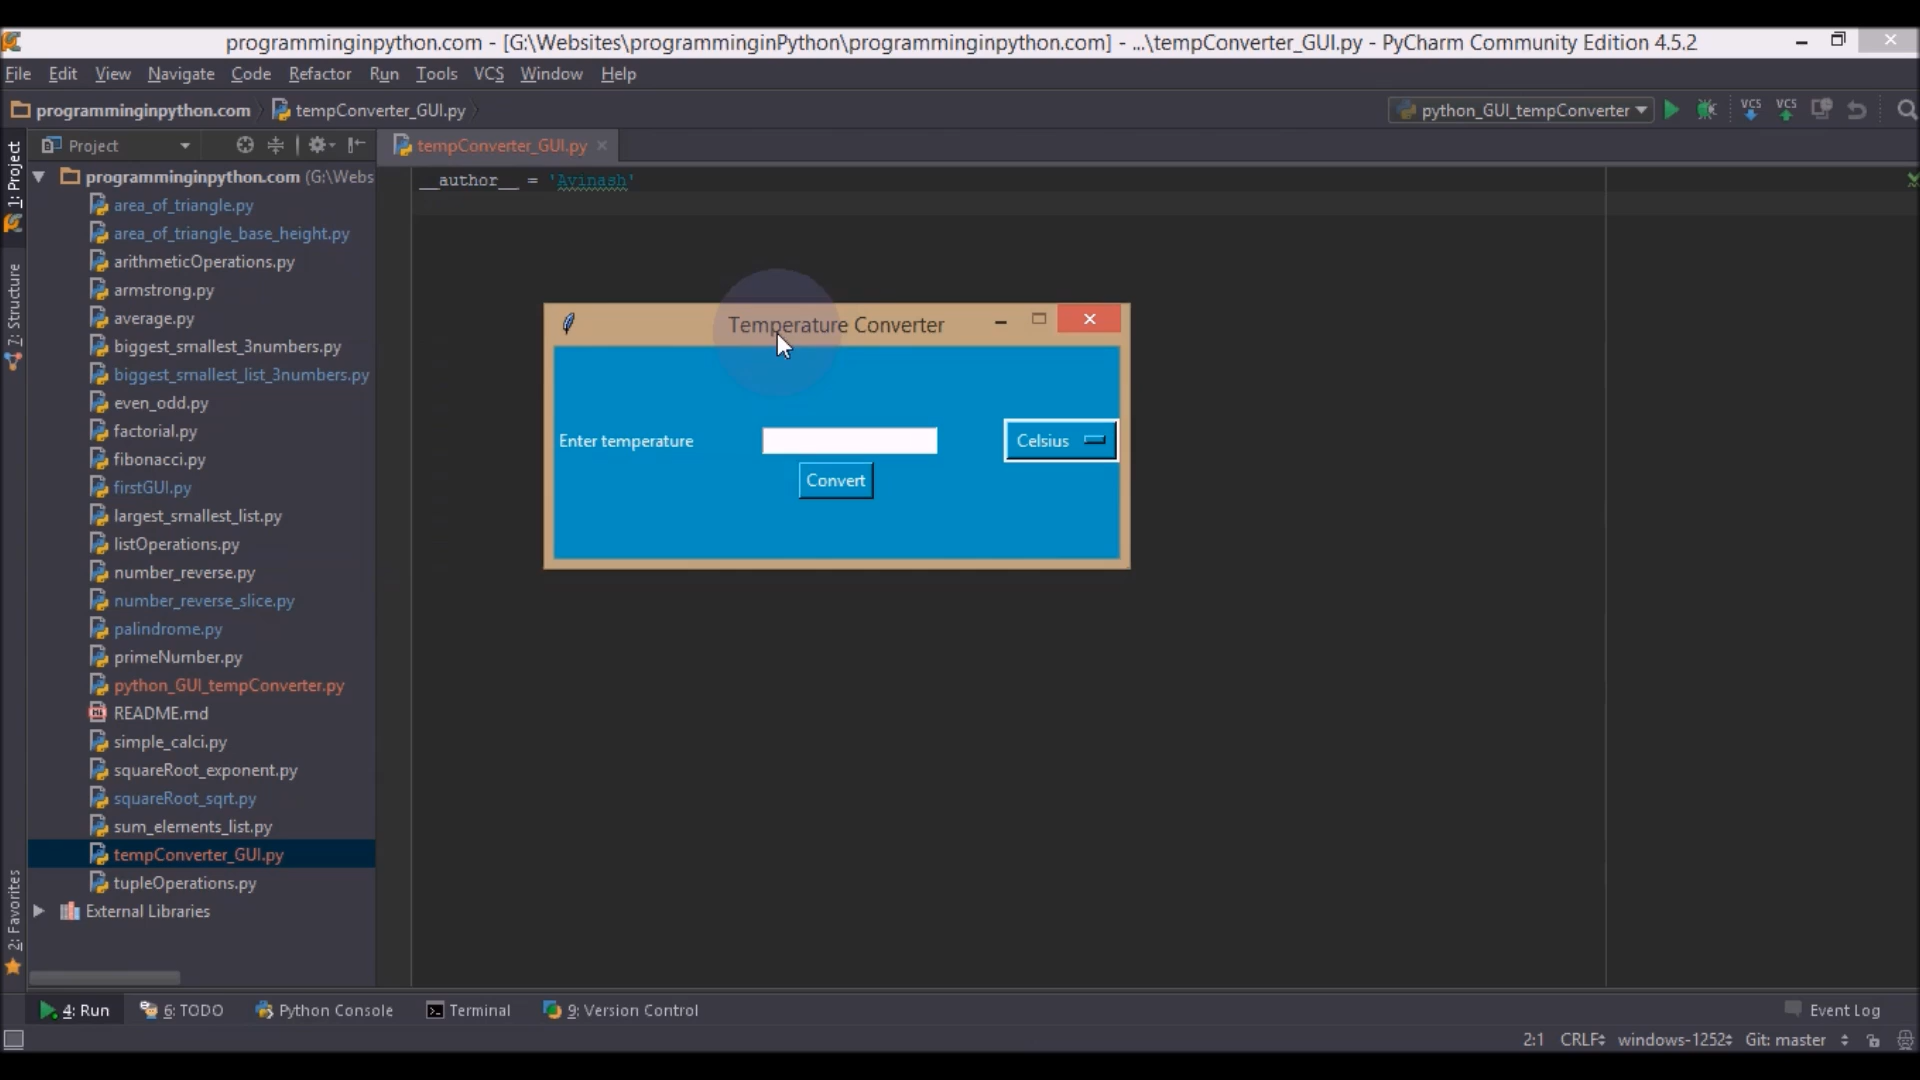 programminginpython.com - [G:\Websites\programminginPython\programminginpython.com] - ...\tempConverter_GUI.py - PyCharm Community Edition 4.5.2
File Edit View Navigate Code Refactor Run Tools VCS Window Help
programminginpython.com tempConverter_GUI.py python_GUI_tempConverter VCS VCS
1: Project
7: Structure
2: Favorites
Project
tempConverter_GUI.py
programminginpython.com (G:\Webs
area_of_triangle.py
area_of_triangle_base_height.py
arithmeticOperations.py
armstrong.py
average.py
biggest_smallest_3numbers.py
biggest_smallest_list_3numbers.py
even_odd.py
factorial.py
fibonacci.py
firstGUI.py
largest_smallest_list.py
listOperations.py
number_reverse.py
number_reverse_slice.py
palindrome.py
primeNumber.py
python_GUI_tempConverter.py
README.md
simple_calci.py
squareRoot_exponent.py
squareRoot_sqrt.py
sum_elements_list.py
tempConverter_GUI.py
tupleOperations.py
External Libraries
__author__ = 'Avinash'
Temperature Converter
Enter temperature
Celsius
Convert
4: Run 6: TODO Python Console Terminal 9: Version Control Event Log
2:1 CRLF windows-1252 Git: master